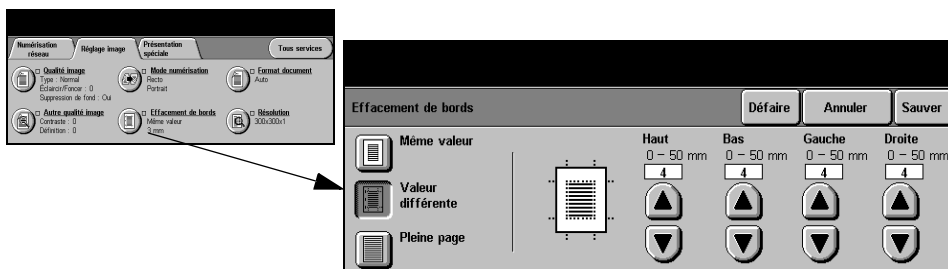 Numérisation réseau
Réglage image
Présentation spéciale
Tous services
Qualité image
Type : Normal
Éclaircir/Foncer : 0
Suppression de fond : Oui
Mode numérisation
Recto
Portrait
Format document
Auto
Autre qualité image
Contraste : 0
Définition : 0
Effacement de bords
Même valeur
3 mm
Résolution
300x300x1
Effacement de bords
Défaire
Annuler
Sauver
Même valeur
Valeur différente
Pleine page
Haut
0 – 50 mm
4
Bas
0 – 50 mm
4
Gauche
0 – 50 mm
4
Droite
0 – 50 mm
4